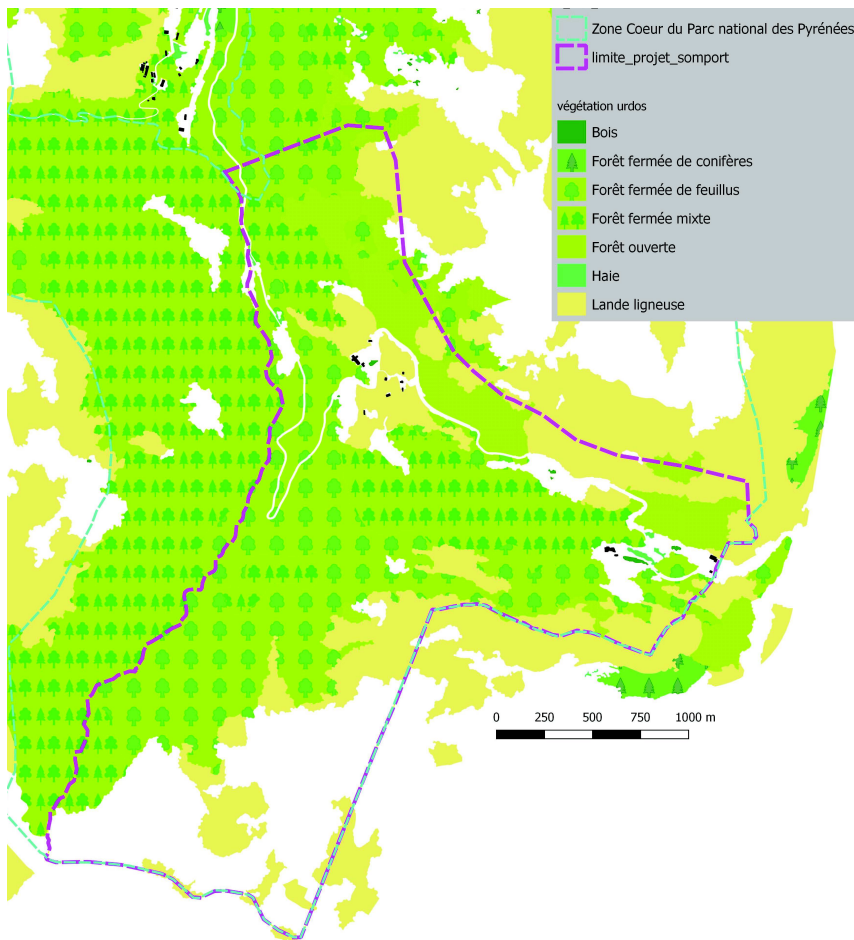 Zone Coeur du Parc national des Pyrénées
limite_projet_somport
végétation urdos
Bois
Forêt fermée de conifères
Forêt fermée de feuillus
Forêt fermée mixte
Forêt ouverte
Haie
Lande ligneuse
0 250 500 750 1000 m